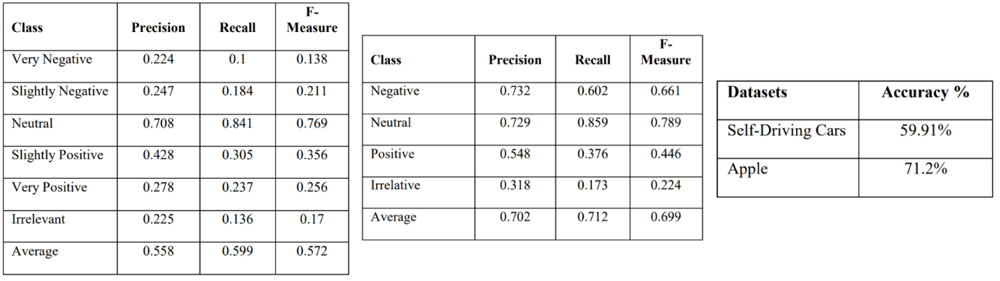 Class Precision Recall F-Measure
Very Negative 0.224 0.1 0.138
Slightly Negative 0.247 0.184 0.211
Neutral 0.708 0.841 0.769
Slightly Positive 0.428 0.305 0.356
Very Positive 0.278 0.237 0.256
Irrelevant 0.225 0.136 0.17
Average 0.558 0.599 0.572
Class Precision Recall F-Measure
Negative 0.732 0.602 0.661
Neutral 0.729 0.859 0.789
Positive 0.548 0.376 0.446
Irrelative 0.318 0.173 0.224
Average 0.702 0.712 0.699
Datasets Accuracy %
Self-Driving Cars 59.91%
Apple 71.2%